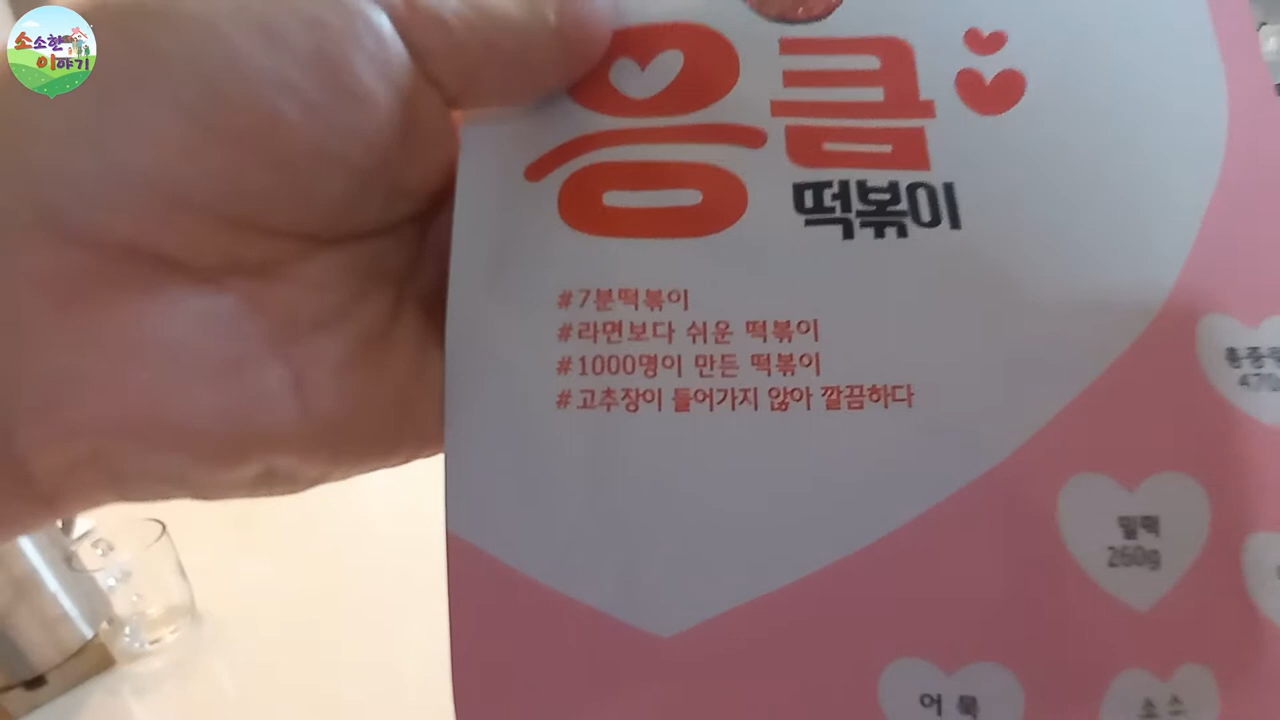 소소한
이야기
응큼
떡볶이
#7분떡볶이
#라면보다 쉬운 떡볶이
#1000명이 만든 떡볶이
#고추장이 들어가지 않아 깔끔하다
밀떡
260g
어묵
소스